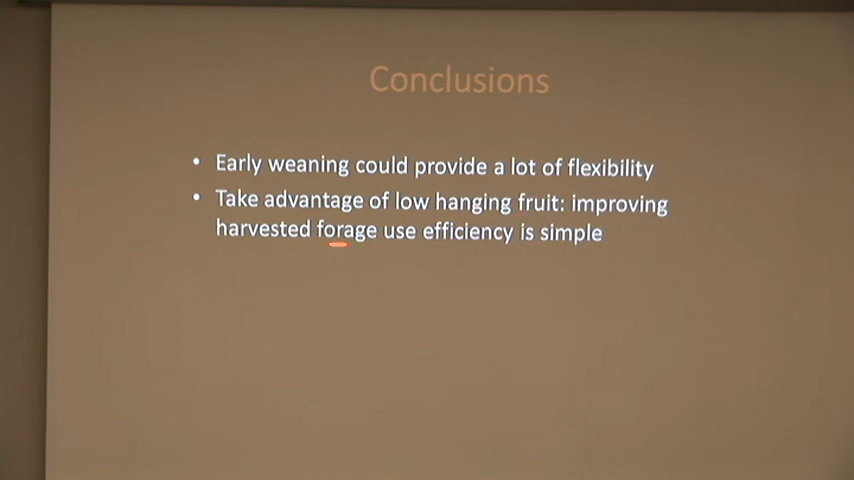 Conclusions
• Early weaning could provide a lot of flexibility
• Take advantage of low hanging fruit: improving
harvested forage use efficiency is simple